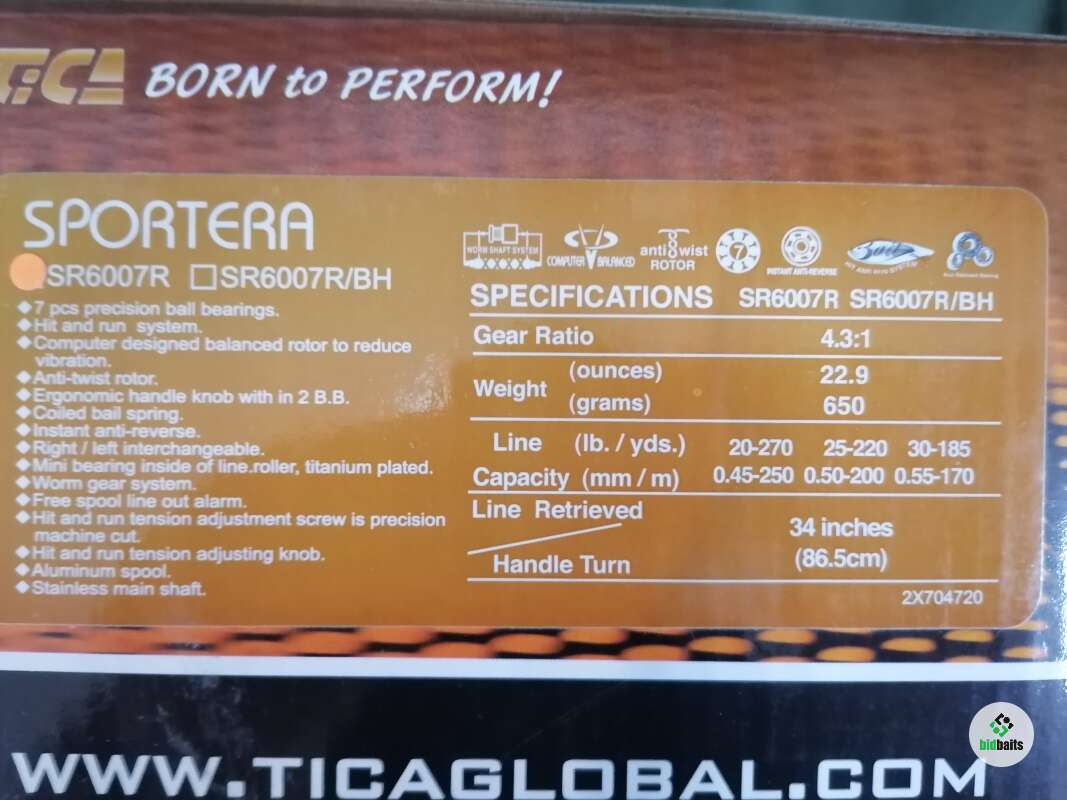 TiCA BORN to PERFORM!
SPORTERA
SR6007R SR6007R/BH
7 pcs precision ball bearings.
Hit and run system.
Computer designed balanced rotor to reduce
vibration.
Anti-twist rotor.
Ergonomic handle knob with in 2 B.B.
Coiled bail spring.
Instant anti-reverse.
Right / left interchangeable.
Mini bearing inside of line.roller, titanium plated.
Worm gear system.
Free spool line out alarm.
Hit and run tension adjustment screw is precision
machine cut.
Hit and run tension adjusting knob.
Aluminum spool.
Stainless main shaft.
WORM SHAFT SYSTEM
COMPUTER BALANCED
anti twist
ROTOR
7
INSTANT ANTI-REVERSE
HIT AND RUN SYSTEM
SPECIFICATIONS SR6007R SR6007R/BH
Gear Ratio 4.3:1
Weight (ounces) 22.9
(grams) 650
Line (lb. / yds.) 20-270 25-220 30-185
Capacity (mm / m) 0.45-250 0.50-200 0.55-170
Line Retrieved
Handle Turn
34 inches
(86.5cm)
2X704720
WWW.TICAGLOBAL.COM
bidbaits